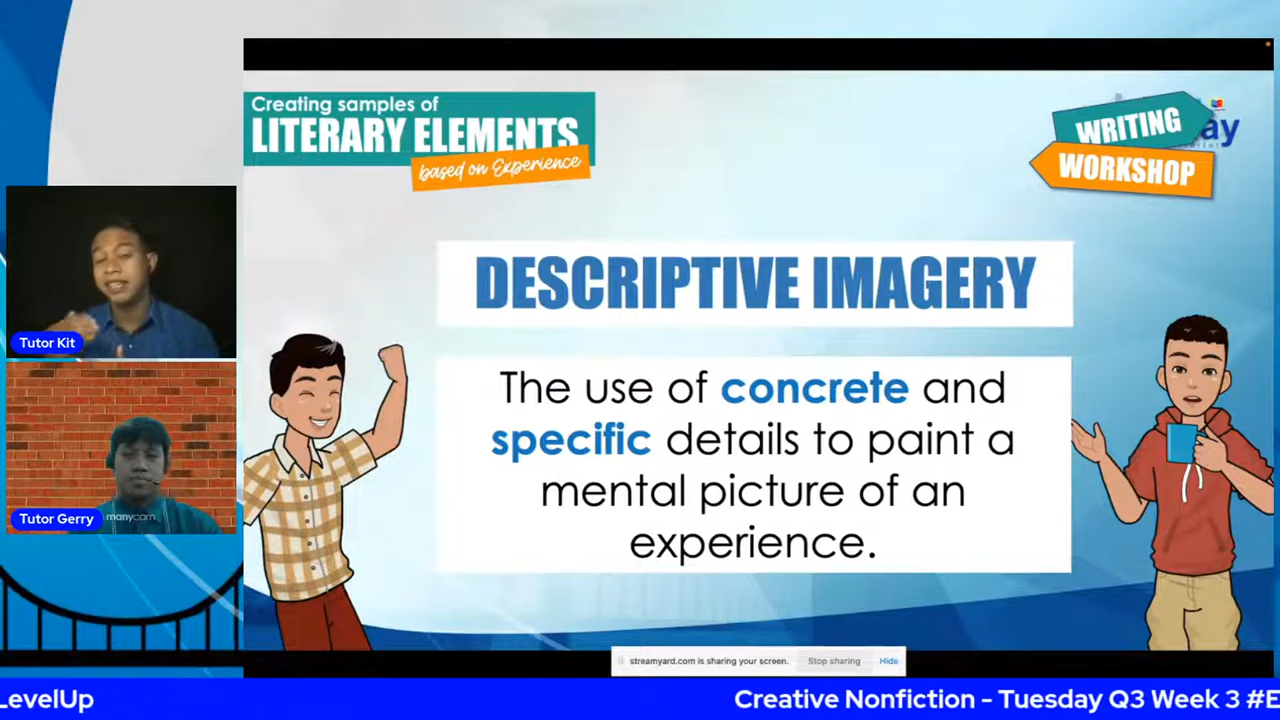 Creating samples of
LITERARY ELEMENTS
based on Experience
WRITING
WORKSHOP
DESCRIPTIVE IMAGERY
The use of concrete and
specific details to paint a
mental picture of an
experience.
Tutor Kit
Tutor Gerry
manycam
streamyard.com is sharing your screen.
Stop sharing
Hide
LevelUp
Creative Nonfiction - Tuesday Q3 Week 3 #E